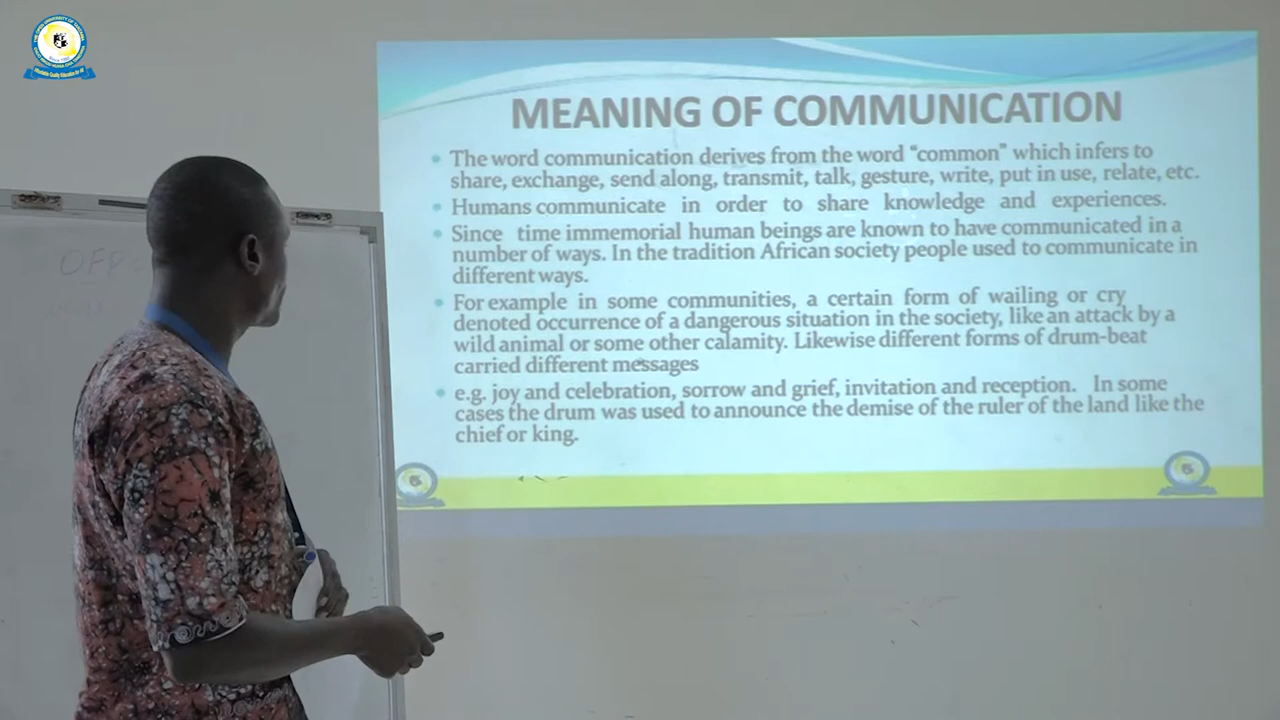 MEANING OF COMMUNICATION
The word communication derives from the word "common" which infers to
share, exchange, send along, transmit, talk, gesture, write, put in use, relate, etc.
Humans communicate in order to share knowledge and experiences.
Since time immemorial human beings are known to have communicated in a
number of ways. In the tradition African society people used to communicate in
different ways.
For example in some communities, a certain form of wailing or cry
denoted occurrence of a dangerous situation in the society, like an attack by a
wild animal or some other calamity. Likewise different forms of drum-beat
carried different messages
e.g. joy and celebration, sorrow and grief, invitation and reception. In some
cases the drum was used to announce the demise of the ruler of the land like the
chief or king.